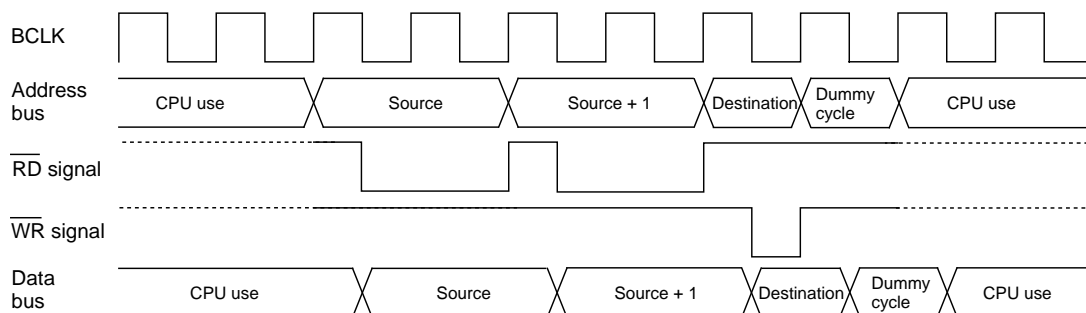 BCLK
Address
bus
CPU use
Source
Source + 1
Destination
Dummy
cycle
CPU use
RD signal
WR signal
Data
bus
CPU use
Source
Source + 1
Destination
Dummy
cycle
CPU use